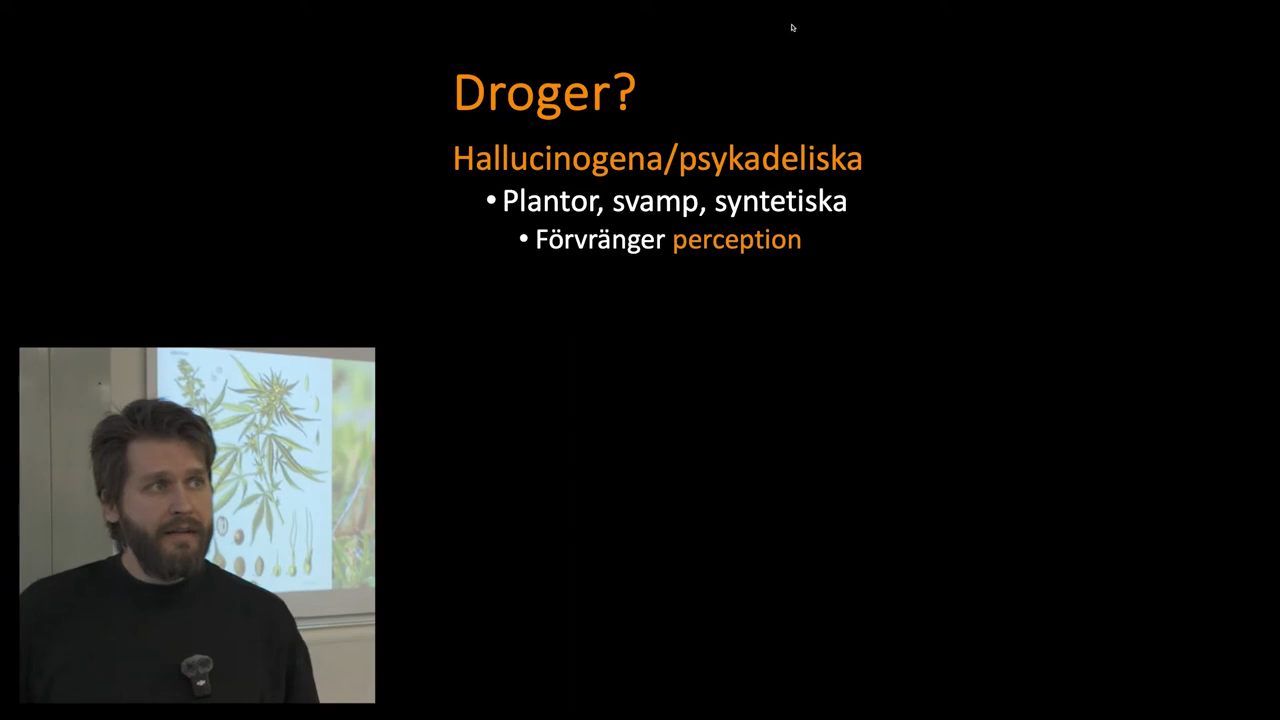 Droger?
Hallucinogena/psykadeliska
• Plantor, svamp, syntetiska
• Förvränger perception